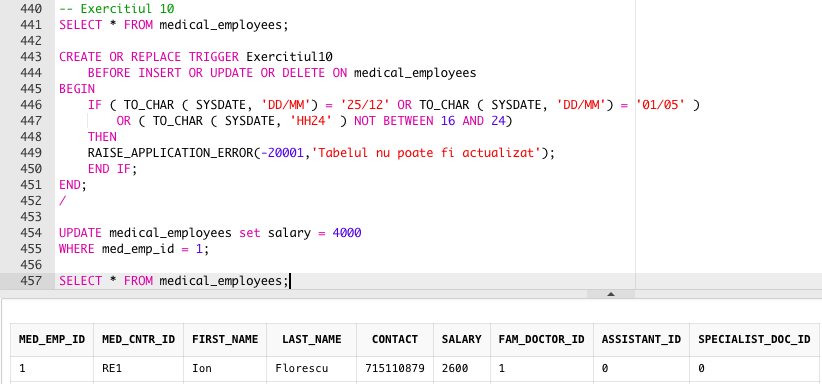 440 -- Exercitiul 10
441 SELECT * FROM medical_employees;
442
443 CREATE OR REPLACE TRIGGER Exercitiul10
444 BEFORE INSERT OR UPDATE OR DELETE ON medical_employees
445 BEGIN
446 IF ( TO_CHAR ( SYSDATE, 'DD/MM') = '25/12' OR TO_CHAR ( SYSDATE, 'DD/MM') = '01/05' )
447 OR ( TO_CHAR ( SYSDATE, 'HH24' ) NOT BETWEEN 16 AND 24)
448 THEN
449 RAISE_APPLICATION_ERROR(-20001,'Tabelul nu poate fi actualizat');
450 END IF;
451 END;
452 /
453
454 UPDATE medical_employees set salary = 4000
455 WHERE med_emp_id = 1;
456
457 SELECT * FROM medical_employees;
MED_EMP_ID MED_CNTR_ID FIRST_NAME LAST_NAME CONTACT SALARY FAM_DOCTOR_ID ASSISTANT_ID SPECIALIST_DOC_ID
1 RE1 Ion Florescu 715110879 2600 1 0 0